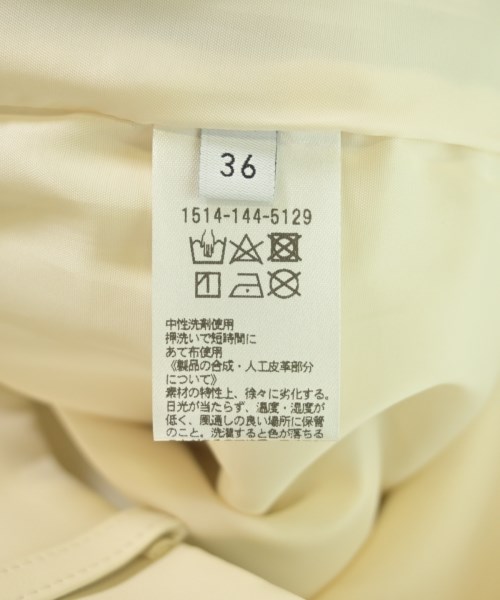 36
1514-144-5129
中性洗剤使用
押洗いで短時間に
あて布使用
《製品の合成・人工皮革部分
について》
素材の特性上、徐々に劣化する。
日光が当たらず、温度・湿度が
低く、風通しの良い場所に保管
のこと。洗濯すると色が落ちる